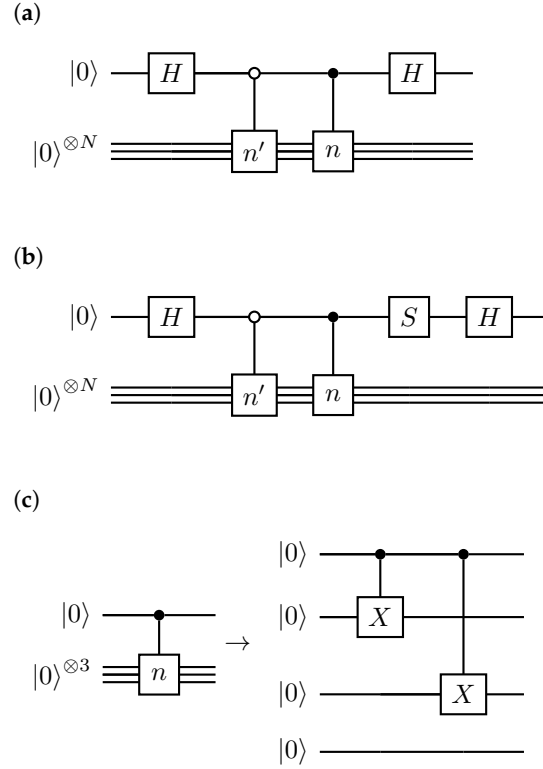 (a)
|0⟩ H H
|0⟩^{⊗N} n′ n
(b)
|0⟩ H S H
|0⟩^{⊗N} n′ n
(c)
|0⟩
|0⟩ X
|0⟩
|0⟩^{⊗3} n →
|0⟩ X
|0⟩